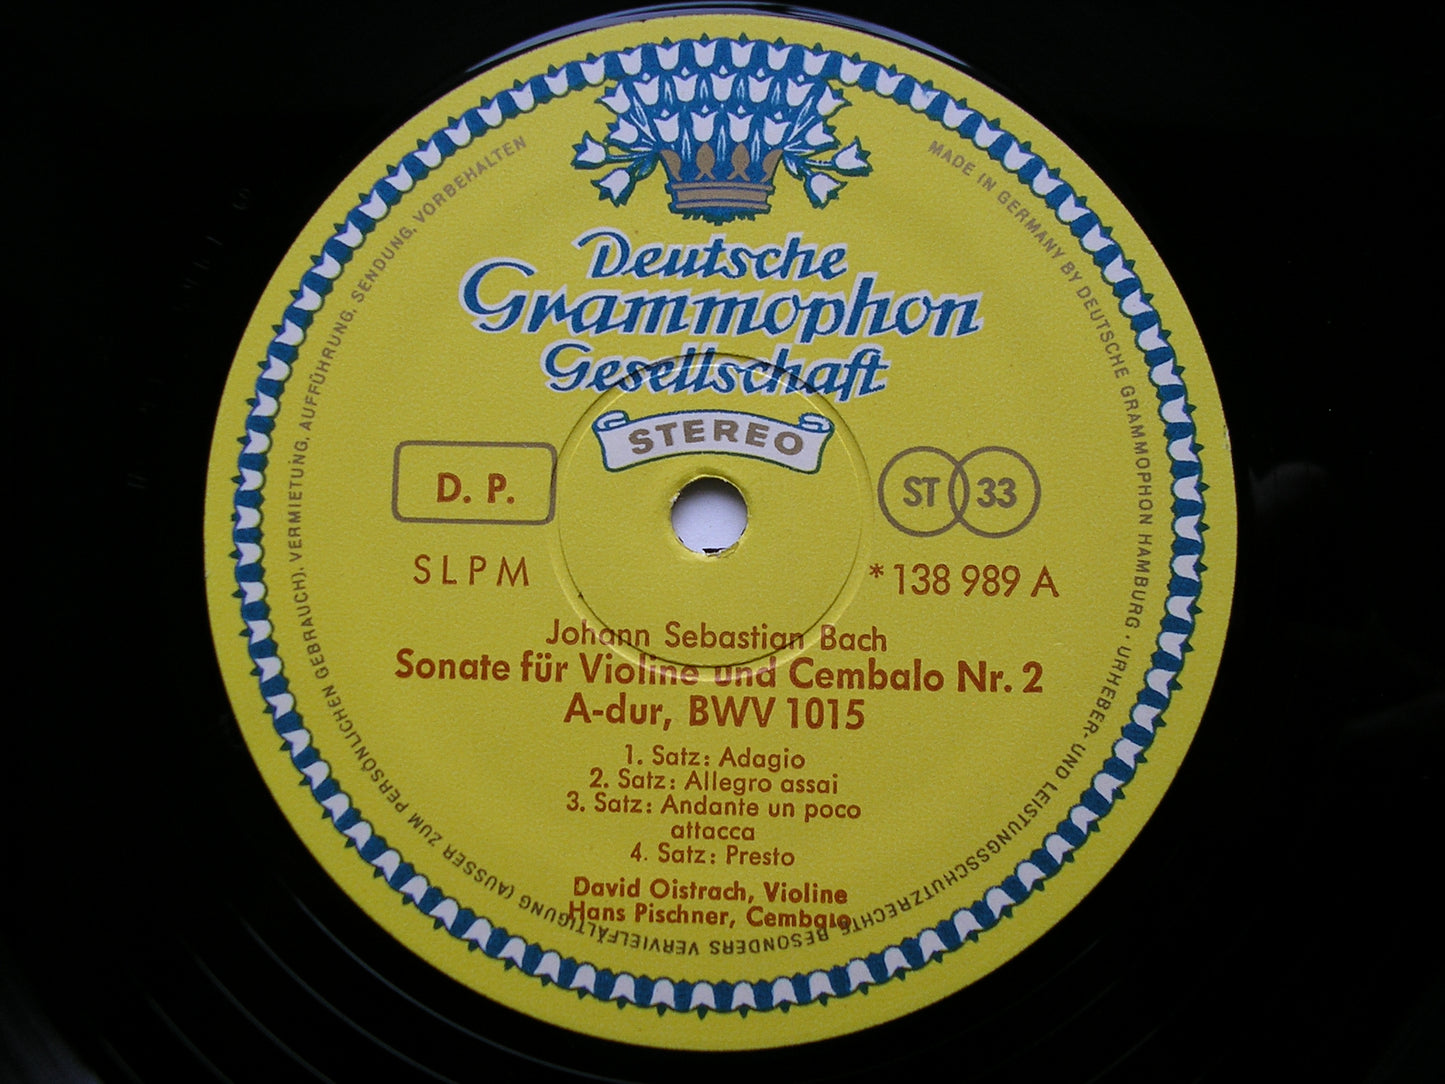 Deutsche
Grammophon
Gesellschaft
STEREO
D. P.
ST 33
SLPM
*138 989 A
Johann Sebastian Bach
Sonate für Violine und Cembalo Nr. 2
A-dur, BWV 1015
1. Satz: Adagio
2. Satz: Allegro assai
3. Satz: Andante un poco
attacca
4. Satz: Presto
David Oistrach, Violine
Hans Pischner, Cembalo
MADE IN GERMANY BY DEUTSCHE GRAMMOPHON HAMBURG · URHEBER- UND LEISTUNGSSCHUTZRECHTE BESONDERS VERVIELFÄLTIGUNG (AUSSER ZUM PERSÖNLICHEN GEBRAUCH), VERMIETUNG, AUFFÜHRUNG, SENDUNG, VORBEHALTEN